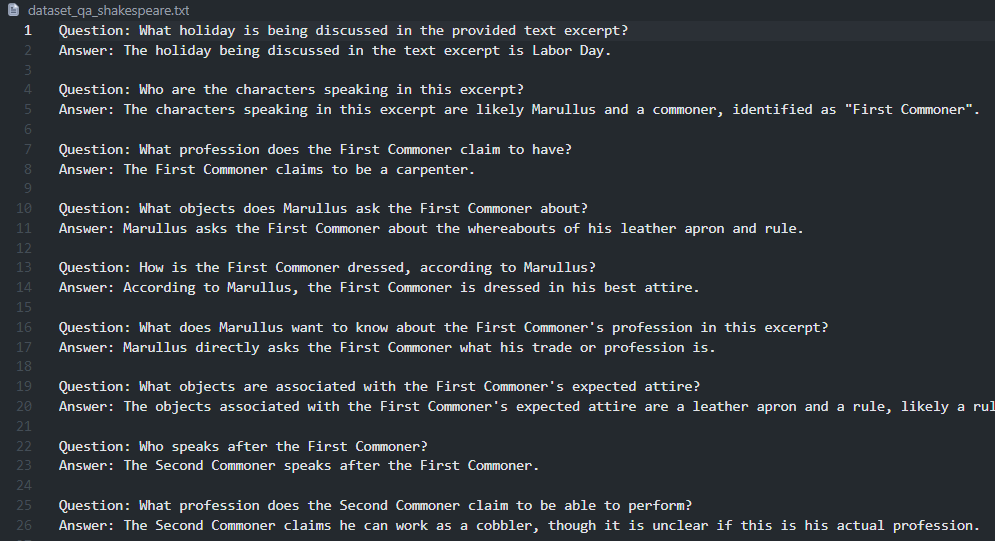 dataset_qa_shakespeare.txt
1 Question: What holiday is being discussed in the provided text excerpt?
2 Answer: The holiday being discussed in the text excerpt is Labor Day.
3
4 Question: Who are the characters speaking in this excerpt?
5 Answer: The characters speaking in this excerpt are likely Marullus and a commoner, identified as "First Commoner".
6
7 Question: What profession does the First Commoner claim to have?
8 Answer: The First Commoner claims to be a carpenter.
9
10 Question: What objects does Marullus ask the First Commoner about?
11 Answer: Marullus asks the First Commoner about the whereabouts of his leather apron and rule.
12
13 Question: How is the First Commoner dressed, according to Marullus?
14 Answer: According to Marullus, the First Commoner is dressed in his best attire.
15
16 Question: What does Marullus want to know about the First Commoner's profession in this excerpt?
17 Answer: Marullus directly asks the First Commoner what his trade or profession is.
18
19 Question: What objects are associated with the First Commoner's expected attire?
20 Answer: The objects associated with the First Commoner's expected attire are a leather apron and a rule, likely a rul
21
22 Question: Who speaks after the First Commoner?
23 Answer: The Second Commoner speaks after the First Commoner.
24
25 Question: What profession does the Second Commoner claim to be able to perform?
26 Answer: The Second Commoner claims he can work as a cobbler, though it is unclear if this is his actual profession.